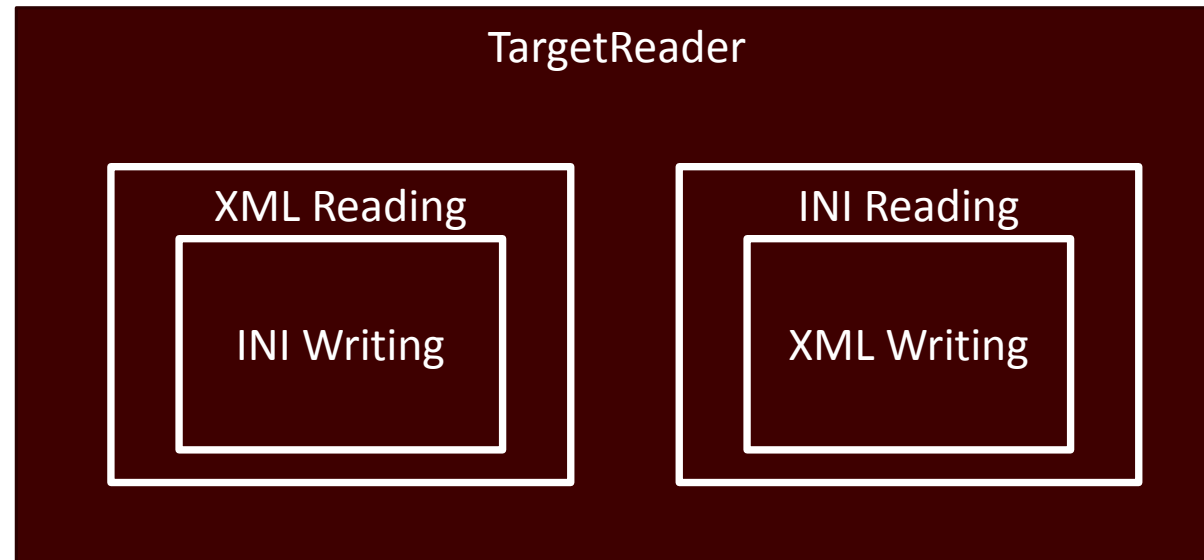 TargetReader
XML Reading
INI Writing
INI Reading
XML Writing